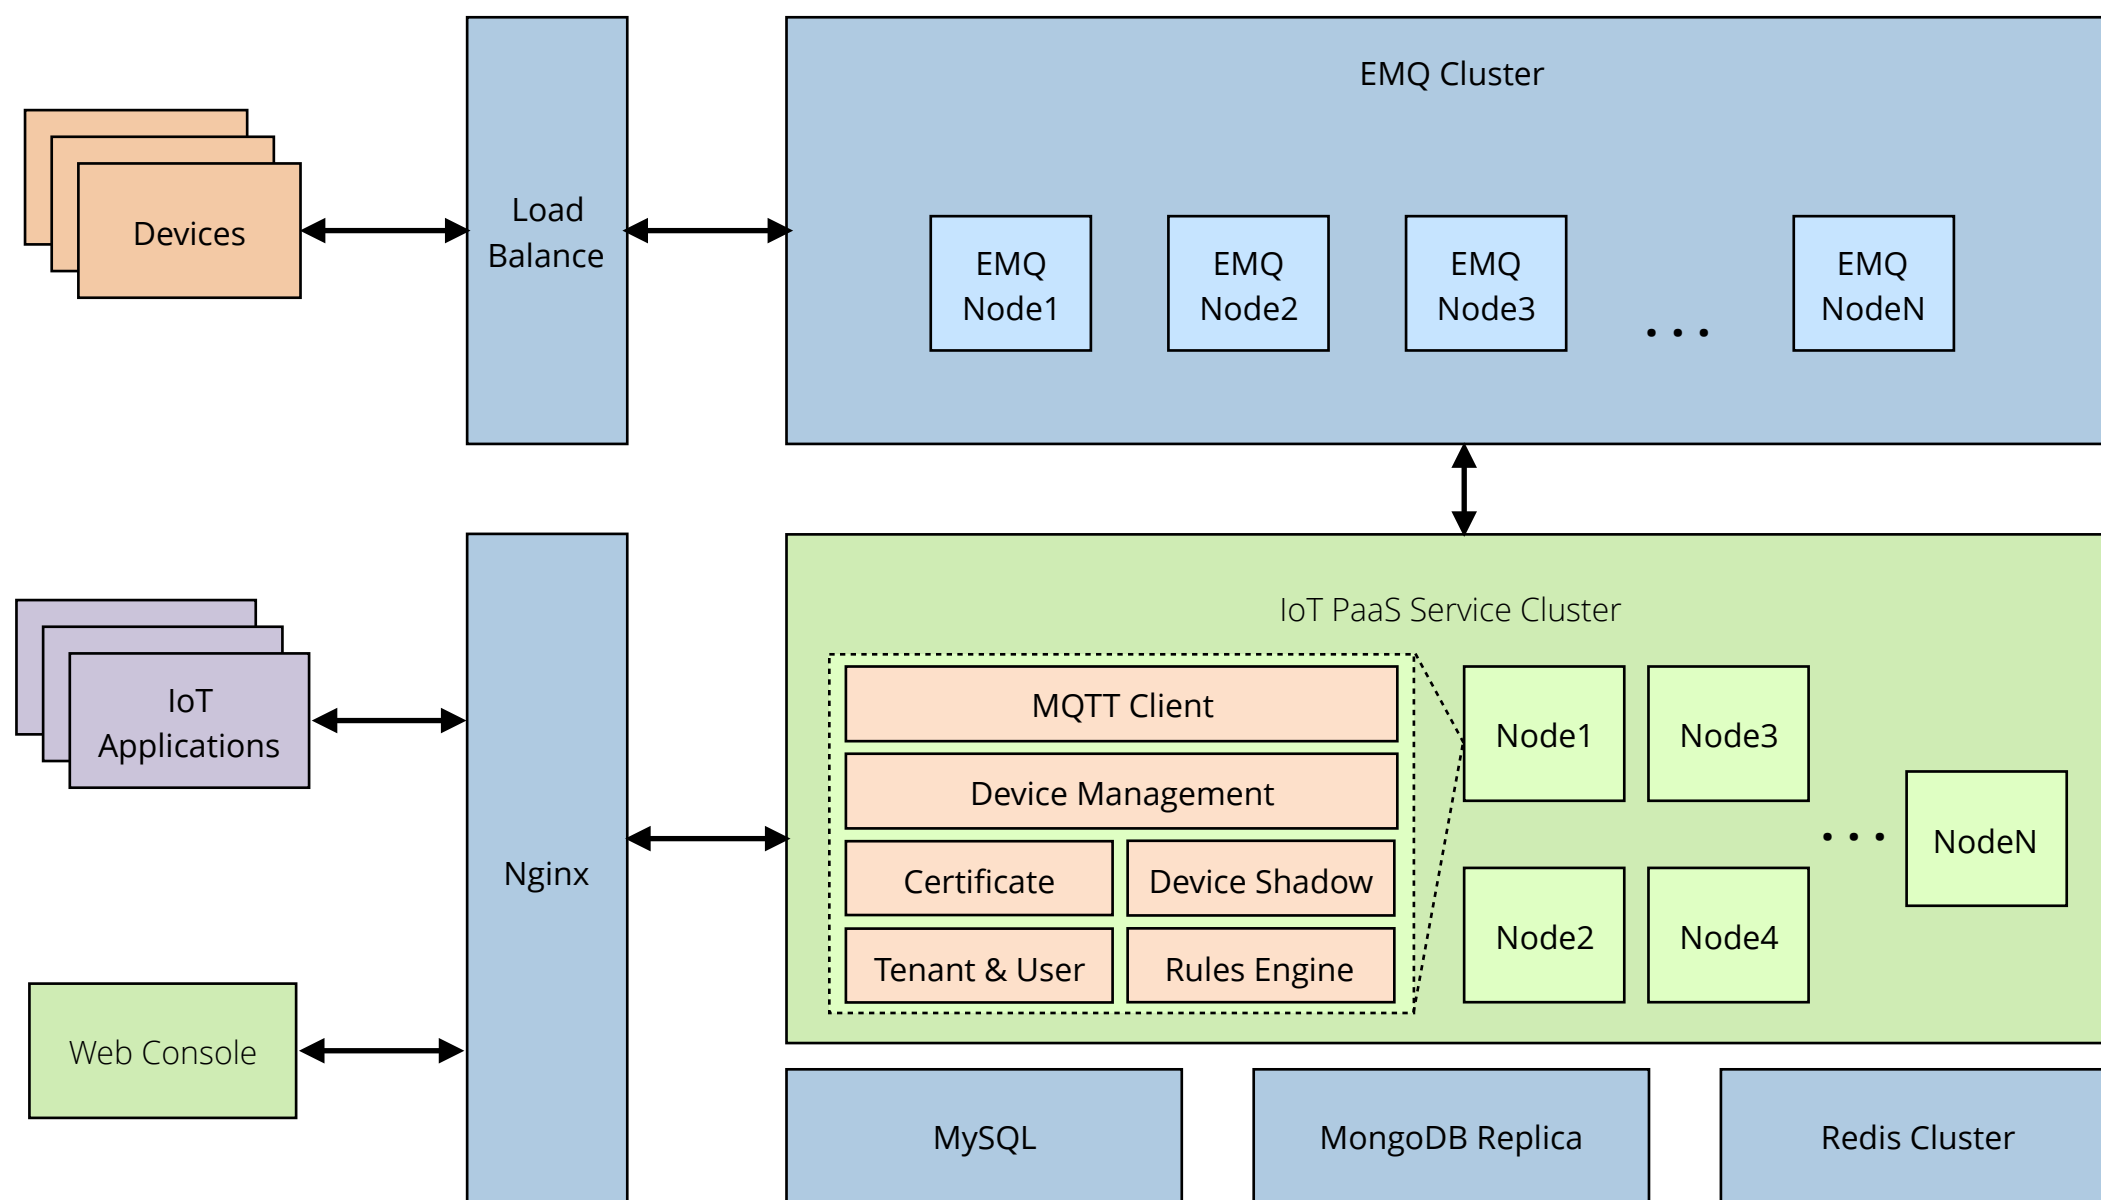 EMQ Cluster
Devices
Load
Balance
EMQ
Node1
EMQ
Node2
EMQ
Node3
...
EMQ
NodeN
IoT PaaS Service Cluster
IoT
Applications
Nginx
Web Console
MQTT Client
Device Management
Certificate
Device Shadow
Tenant & User
Rules Engine
Node1
Node3
Node2
Node4
...
NodeN
MySQL
MongoDB Replica
Redis Cluster